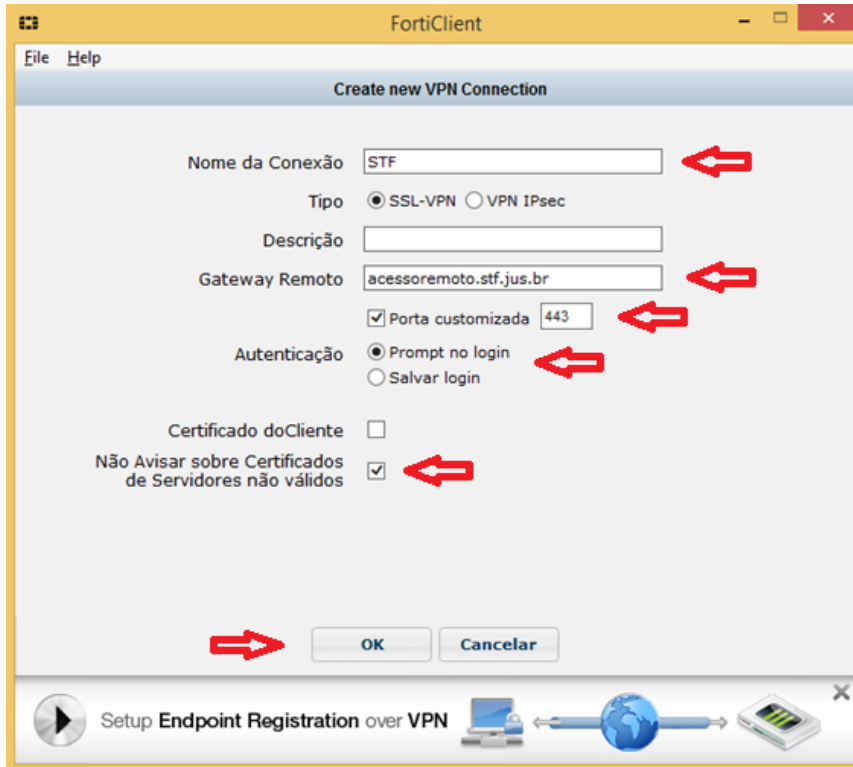 FortiClient
File Help
Create new VPN Connection
Nome da Conexão STF
Tipo SSL-VPN VPN IPsec
Descrição
Gateway Remoto acessoremoto.stf.jus.br
Porta customizada 443
Autenticação Prompt no login
Salvar login
Certificado doCliente
Não Avisar sobre Certificados
de Servidores não válidos
OK Cancelar
Setup Endpoint Registration over VPN